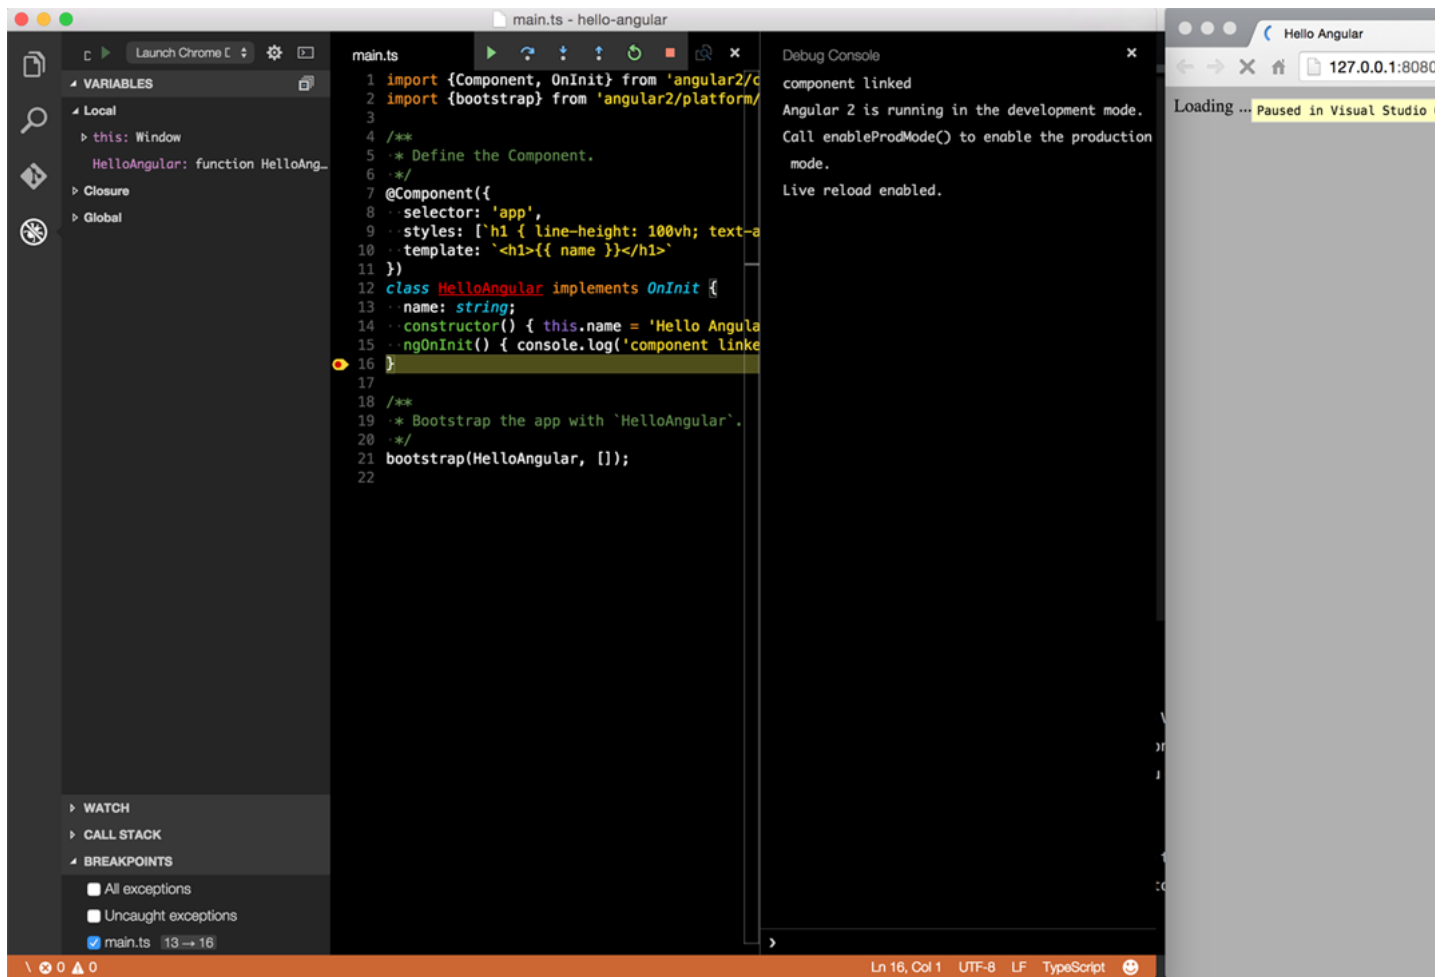 main.ts - hello-angular
Launch Chrome
VARIABLES
Local
this: Window
HelloAngular: function HelloAng…
Closure
Global
WATCH
CALL STACK
BREAKPOINTS
All exceptions
Uncaught exceptions
main.ts 13 → 16
main.ts
1 import {Component, OnInit} from 'angular2/c
2 import {bootstrap} from 'angular2/platform/
3
4 /**
5 * Define the Component.
6 */
7 @Component({
8 selector: 'app',
9 styles: [`h1 { line-height: 100vh; text-a
10 template: `<h1>{{ name }}</h1>`
11 })
12 class HelloAngular implements OnInit {
13 name: string;
14 constructor() { this.name = 'Hello Angula
15 ngOnInit() { console.log('component linke
16 }
17
18 /**
19 * Bootstrap the app with `HelloAngular`.
20 */
21 bootstrap(HelloAngular, []);
22
Debug Console
component linked
Angular 2 is running in the development mode.
Call enableProdMode() to enable the production
mode.
Live reload enabled.
0 0
Ln 16, Col 1 UTF-8 LF TypeScript
Hello Angular
127.0.0.1:8080
Loading ...
Paused in Visual Studio